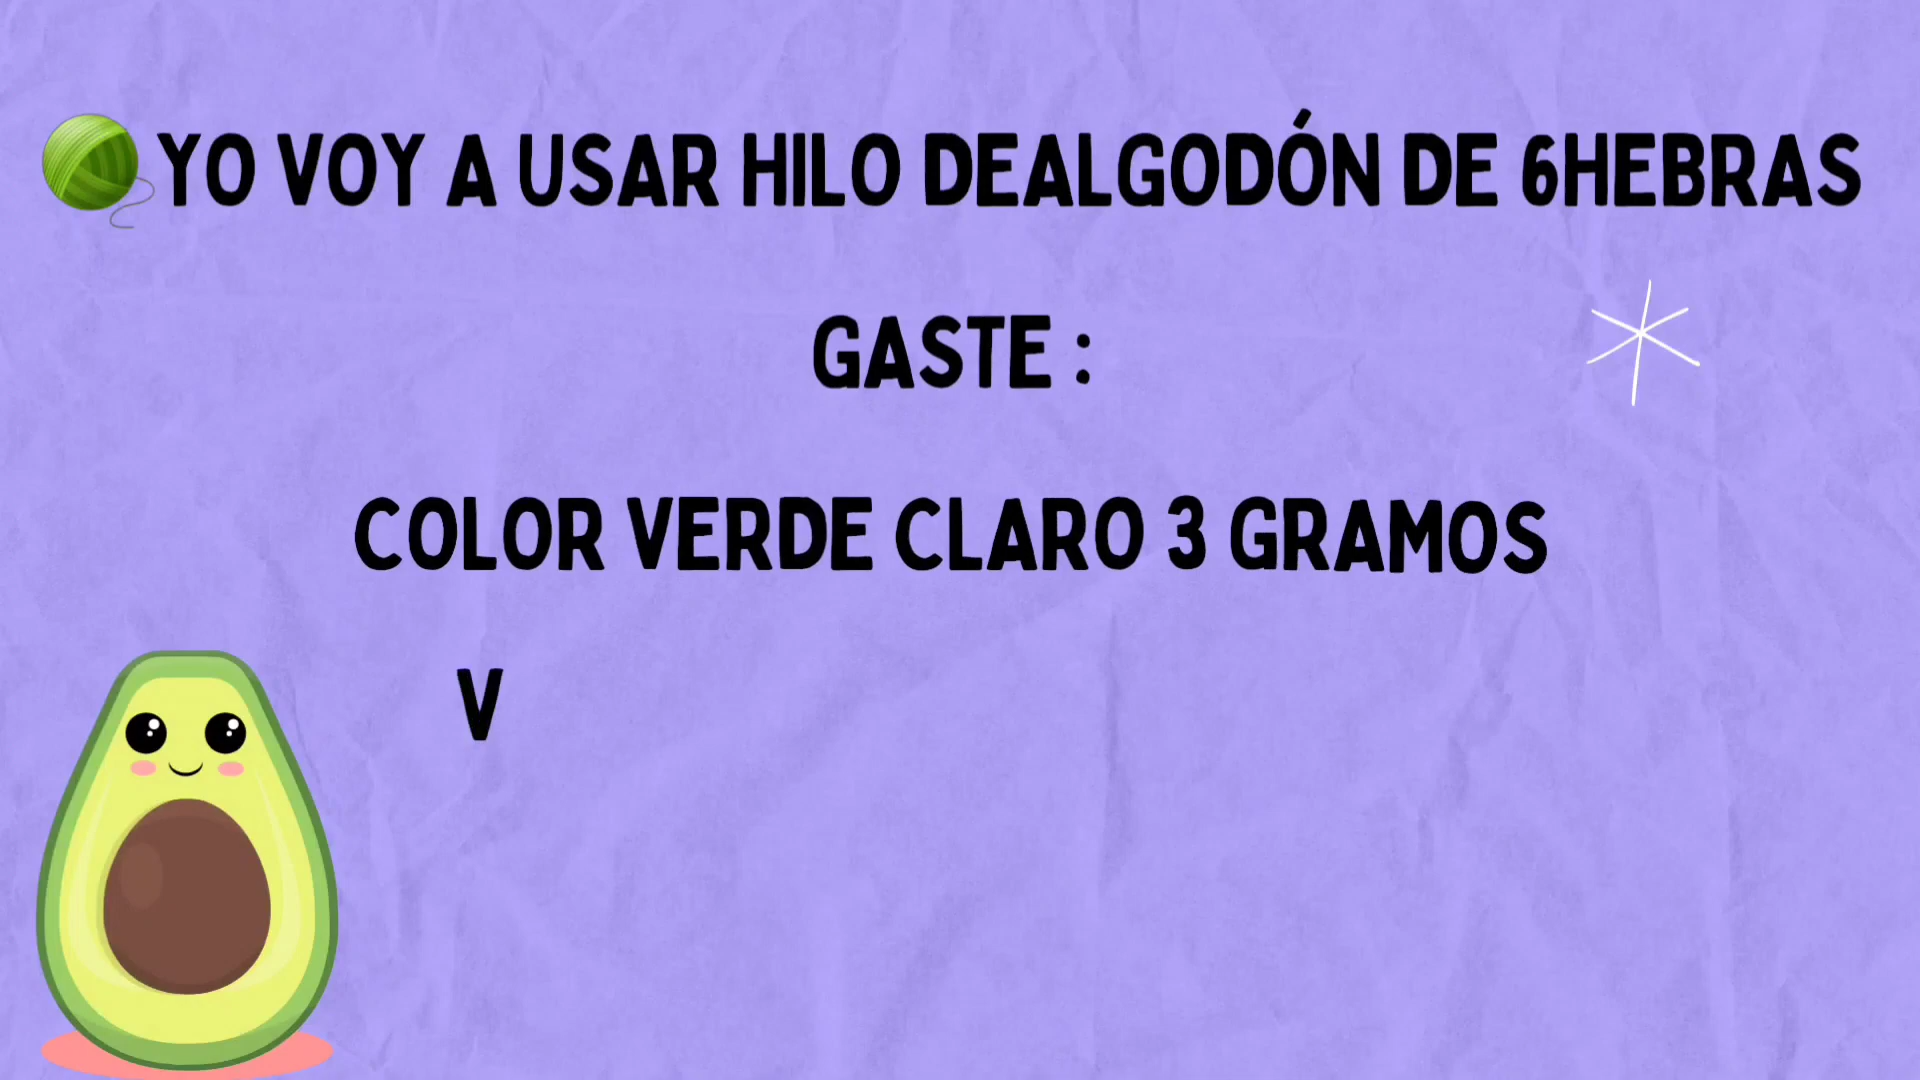 YO VOY A USAR HILO DEALGODÓN DE 6HEBRAS
GASTE :
COLOR VERDE CLARO 3 GRAMOS
V